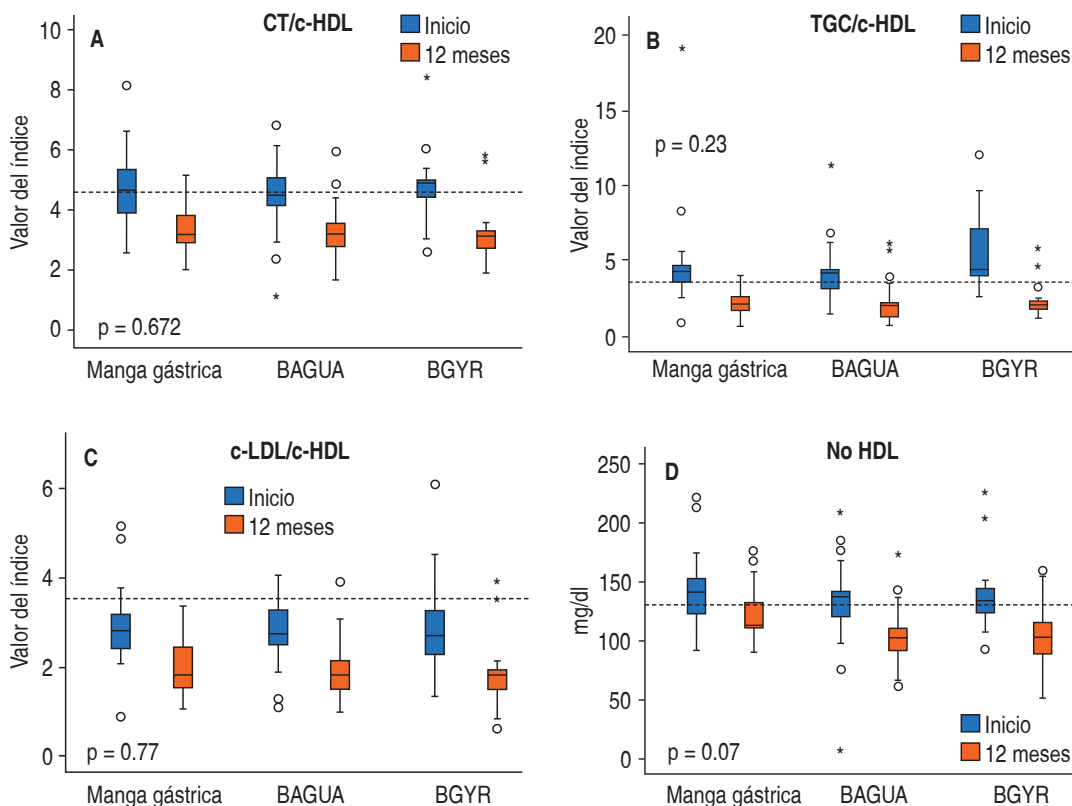 A
CT/c-HDL
Inicio
12 meses
10
8
6
4
2
0
Valor del índice
p = 0.672
Manga gástrica
BAGUA
BGYR
B
TGC/c-HDL
Inicio
12 meses
20
15
10
5
0
Valor del índice
p = 0.23
Manga gástrica
BAGUA
BGYR
C
c-LDL/c-HDL
Inicio
12 meses
6
4
2
0
Valor del índice
p = 0.77
Manga gástrica
BAGUA
BGYR
D
No HDL
250
200
150
100
50
0
mg/dl
Inicio
12 meses
p = 0.07
Manga gástrica
BAGUA
BGYR